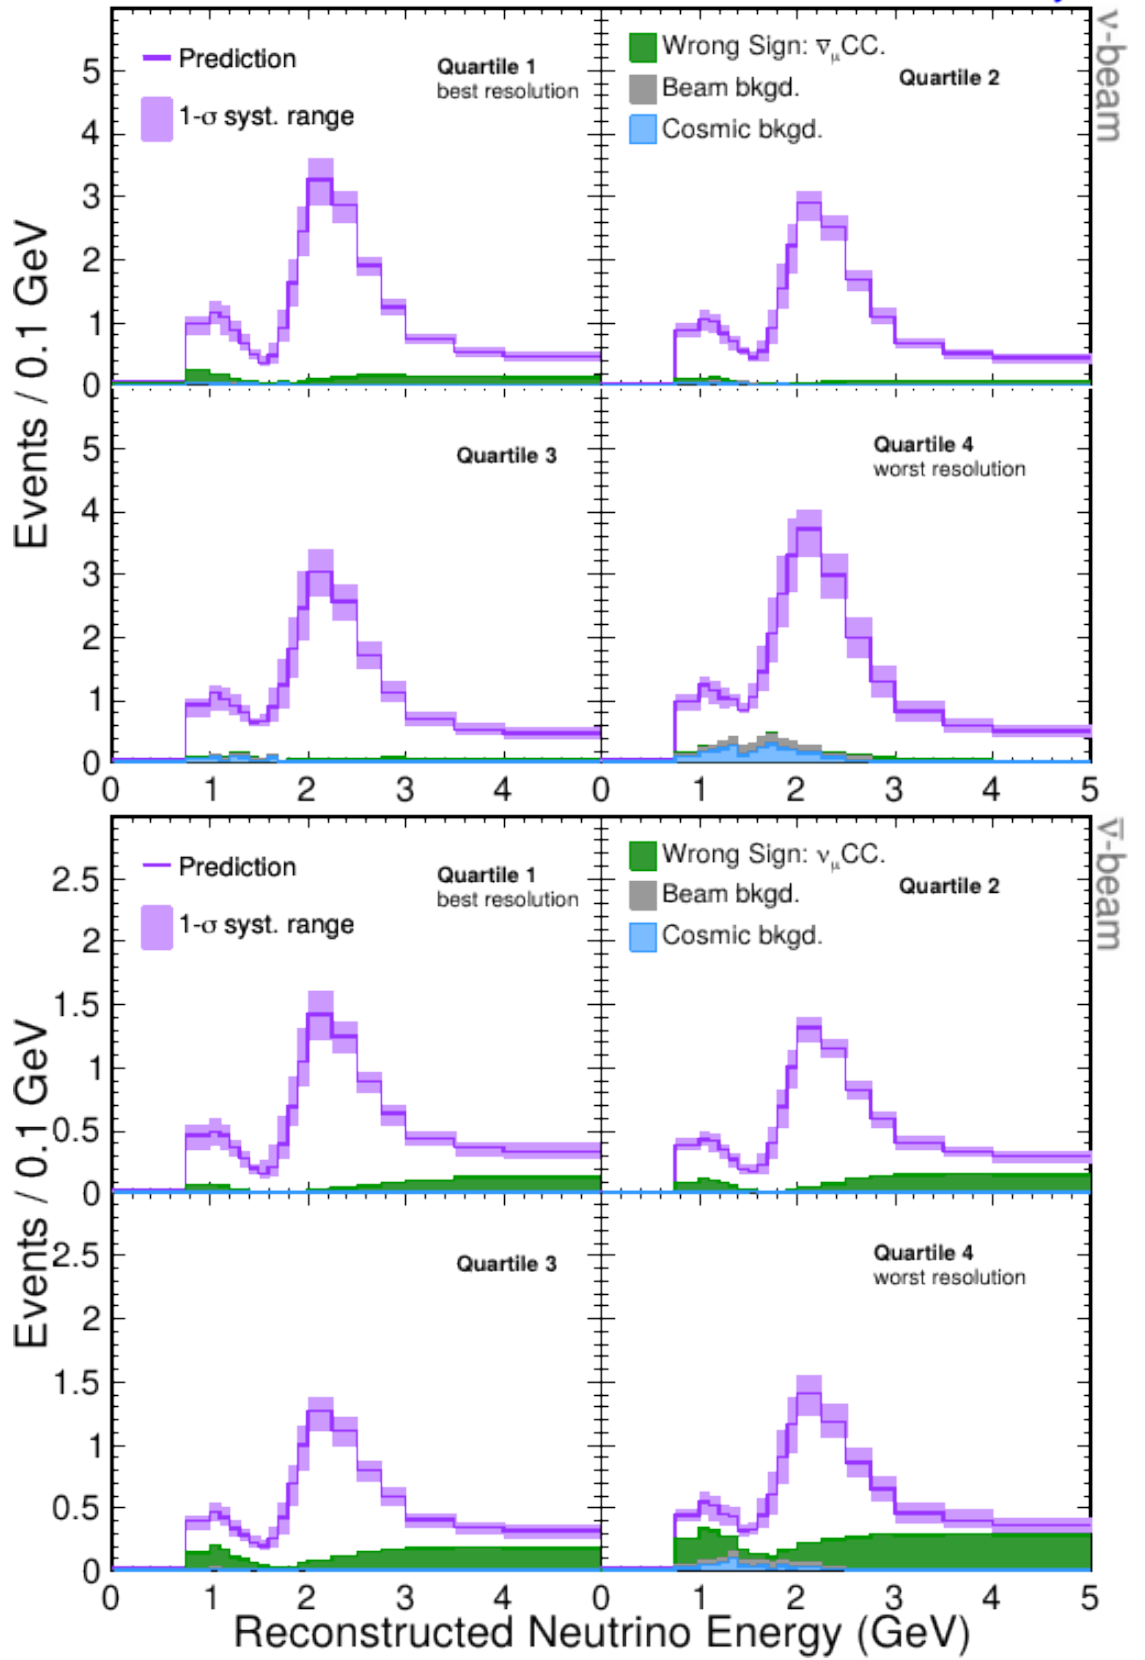 Prediction
1-σ syst. range
Quartile 1
best resolution
Wrong Sign: ν̅μCC.
Beam bkgd.
Cosmic bkgd.
Quartile 2
ν-beam
Events / 0.1 GeV
5
4
3
2
1
0
Quartile 3
Quartile 4
worst resolution
5
4
3
2
1
0
0 1 2 3 4 0 1 2 3 4 5
Prediction
1-σ syst. range
Quartile 1
best resolution
Wrong Sign: νμCC.
Beam bkgd.
Cosmic bkgd.
Quartile 2
ν̅-beam
Events / 0.1 GeV
2.5
2
1.5
1
0.5
0
Quartile 3
Quartile 4
worst resolution
2.5
2
1.5
1
0.5
0
0 1 2 3 4 0 1 2 3 4 5
Reconstructed Neutrino Energy (GeV)